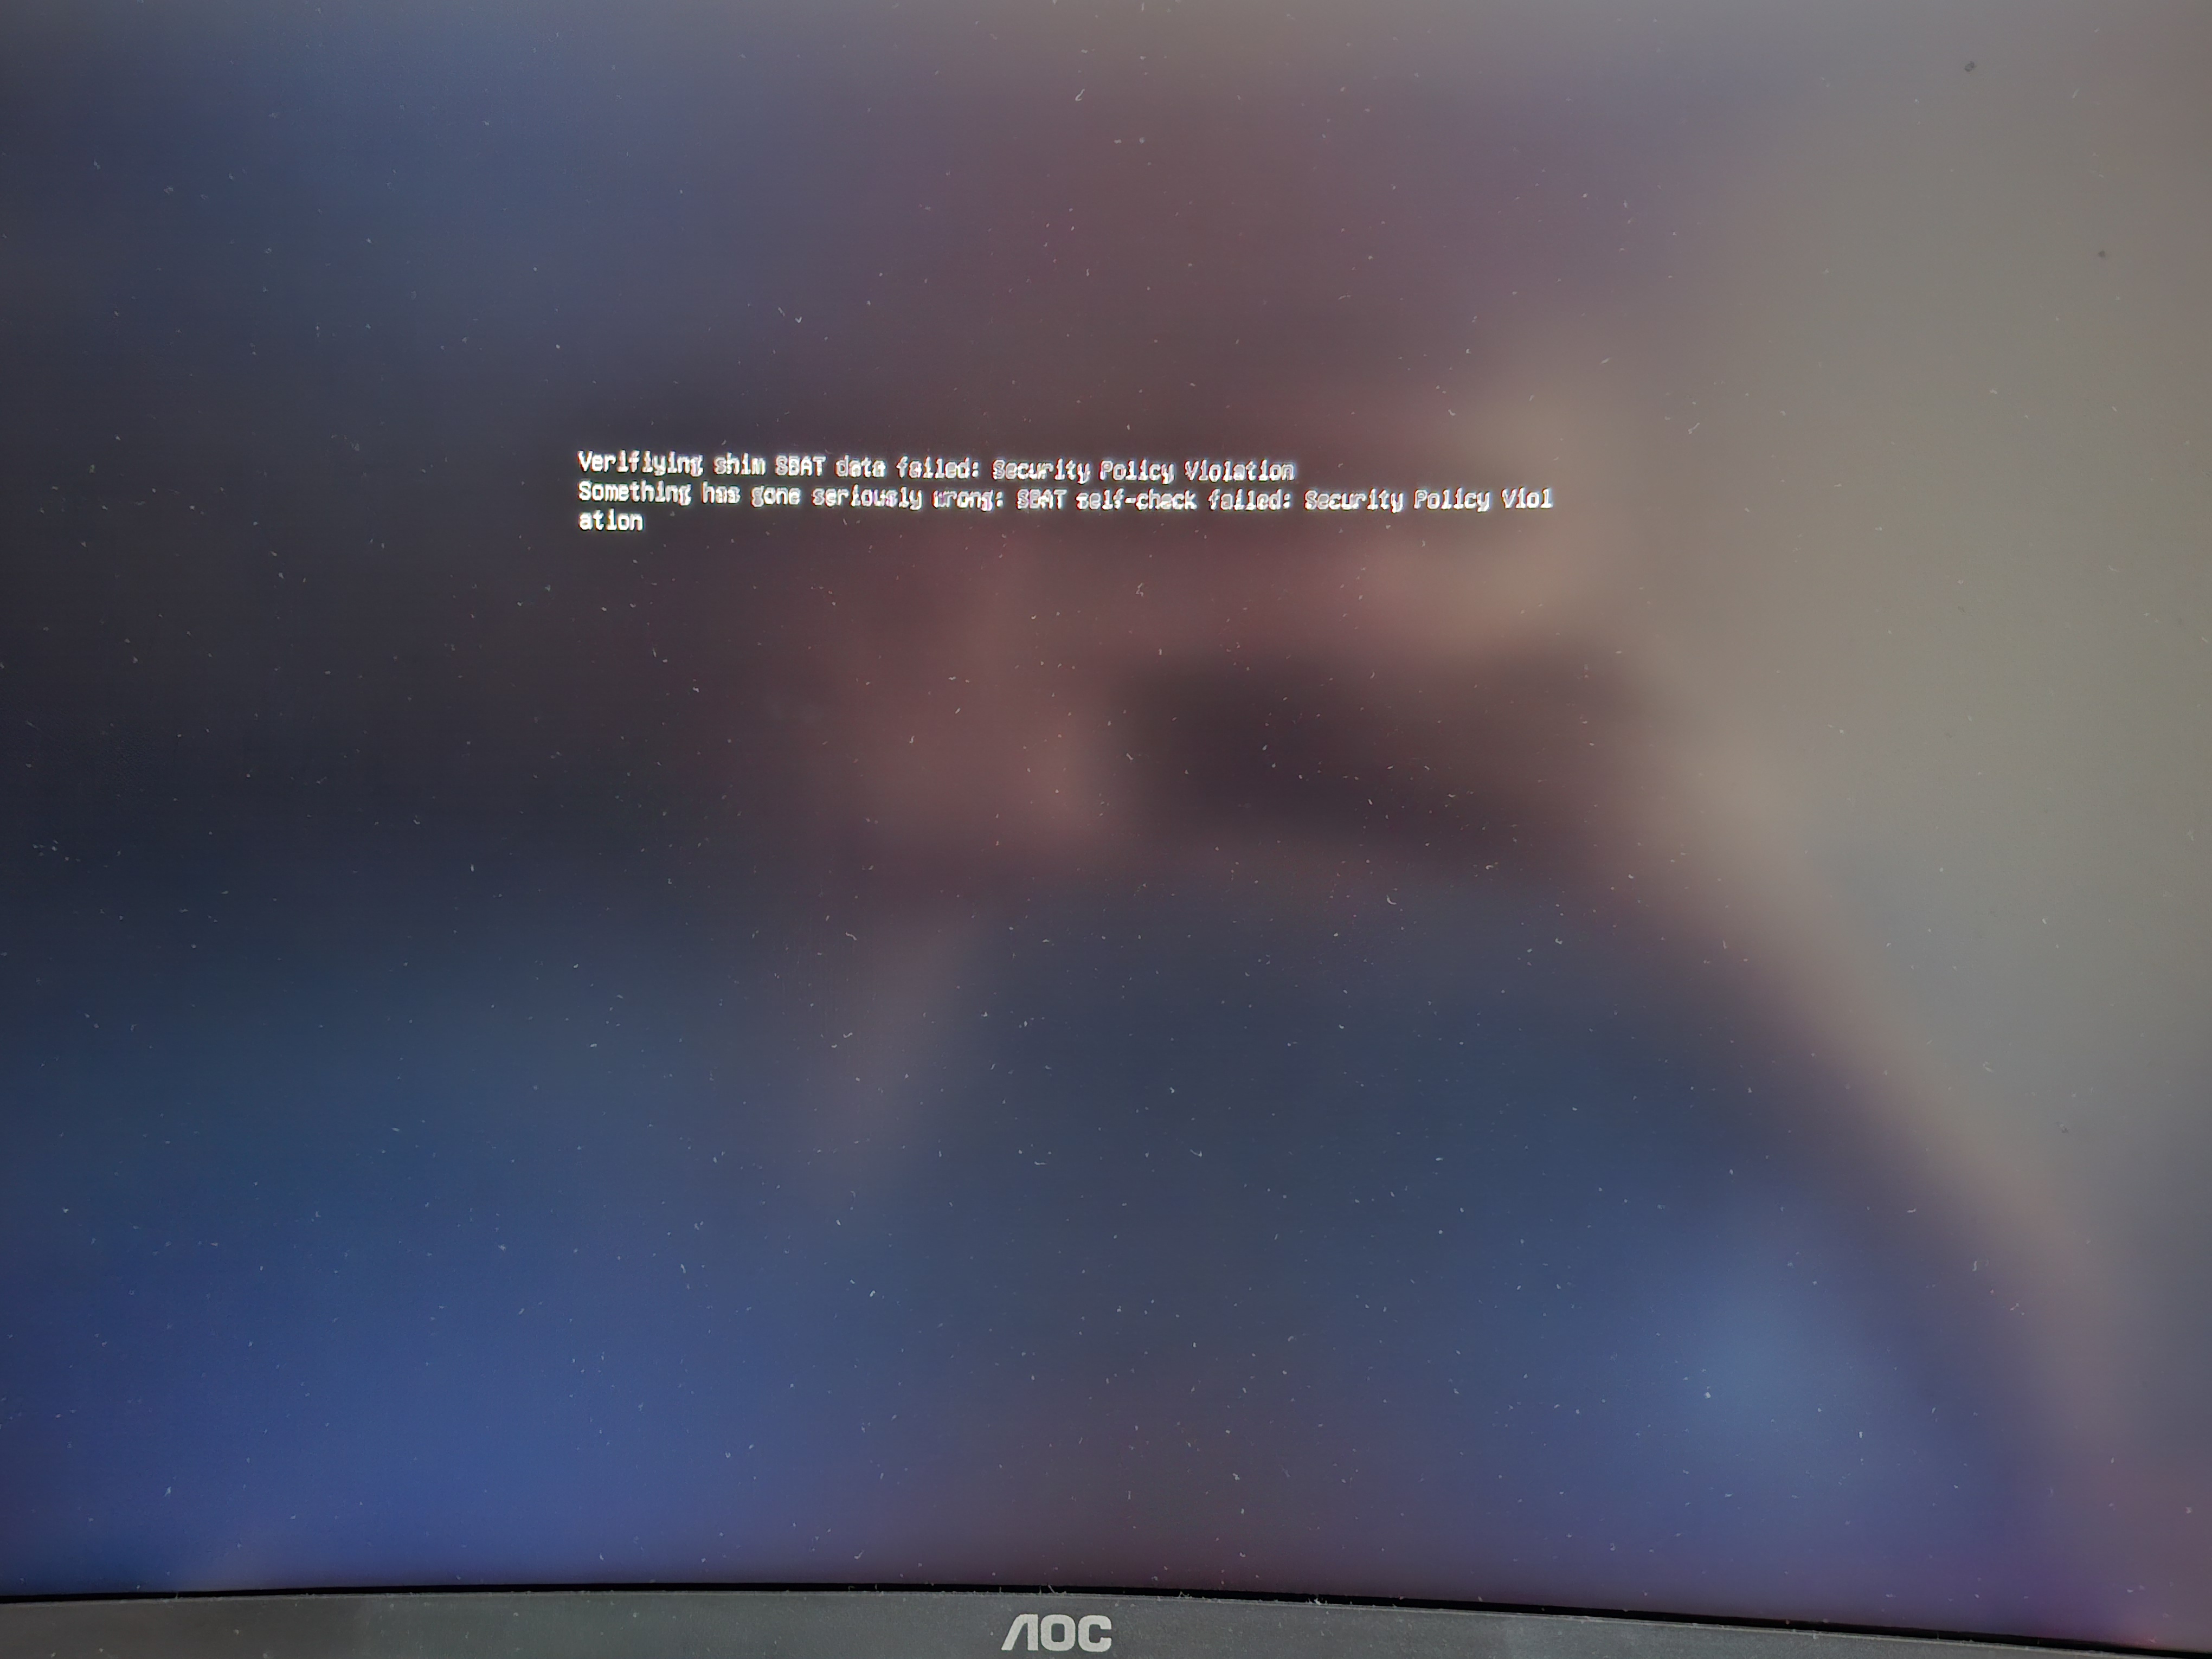 Verifiying shim SBAT data failed: Security Policy Violation
Something has gone seriously wrong: SBAT self-check failed: Security Policy Viol
ation
AOC